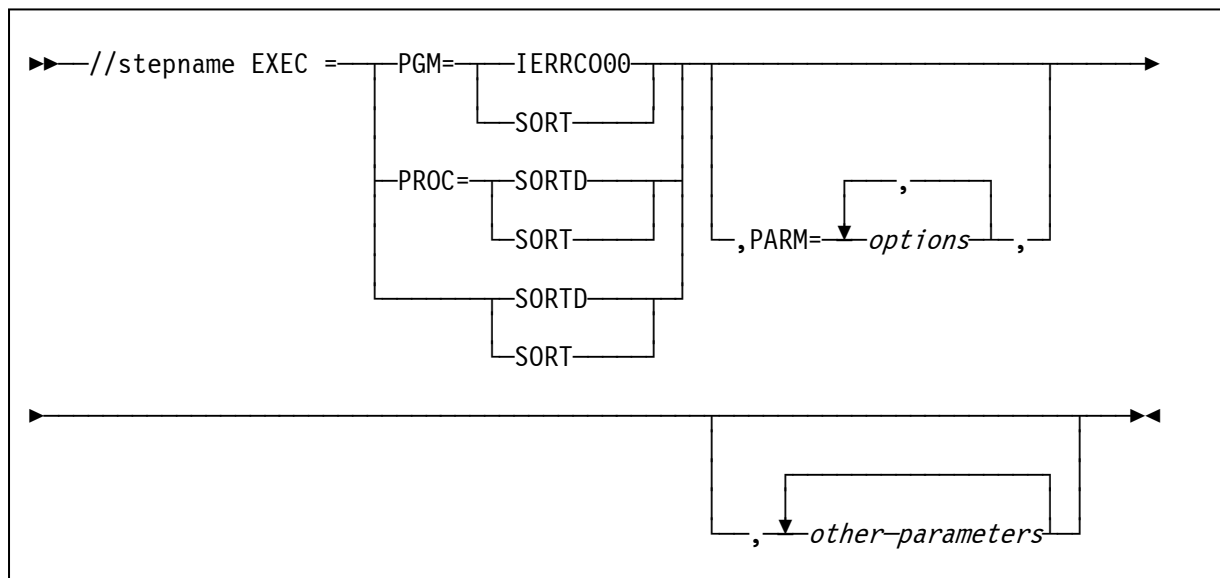 //stepname EXEC = PGM= IERRCO00
SORT
PROC= SORTD ,
SORT ,PARM= options ,
SORTD
SORT
, other-parameters